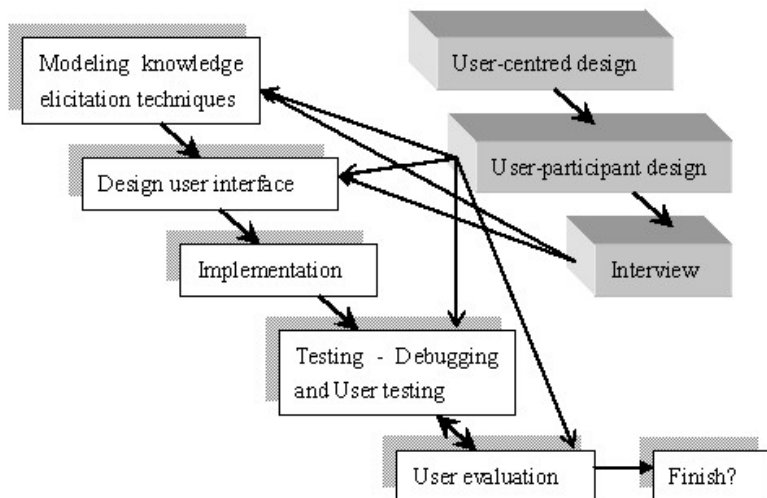 Modeling knowledge
elicitation techniques
User-centred design
Design user interface
User-participant design
Implementation
Interview
Testing - Debugging
and User testing
User evaluation
Finish?